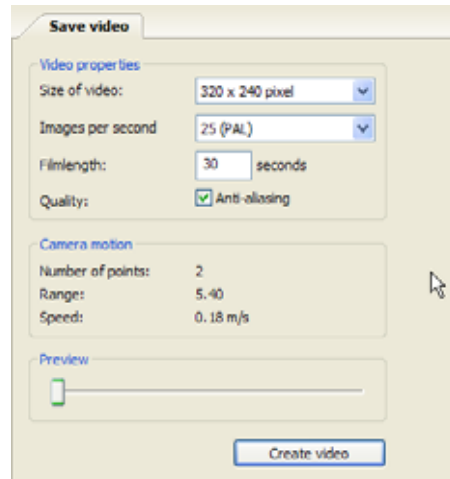 Save video
Video properties
Size of video: 320 x 240 pixel
Images per second 25 (PAL)
Filmlength: 30 seconds
Quality: Anti-aliasing
Camera motion
Number of points: 2
Range: 5.40
Speed: 0.18 m/s
Preview
Create video